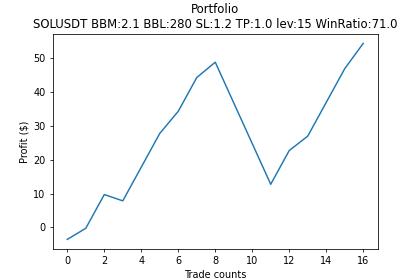 Portfolio
SOLUSDT BBM:2.1 BBL:280 SL:1.2 TP:1.0 lev:15 WinRatio:71.0
Profit ($)
50
40
30
20
10
0
0 2 4 6 8 10 12 14 16
Trade counts